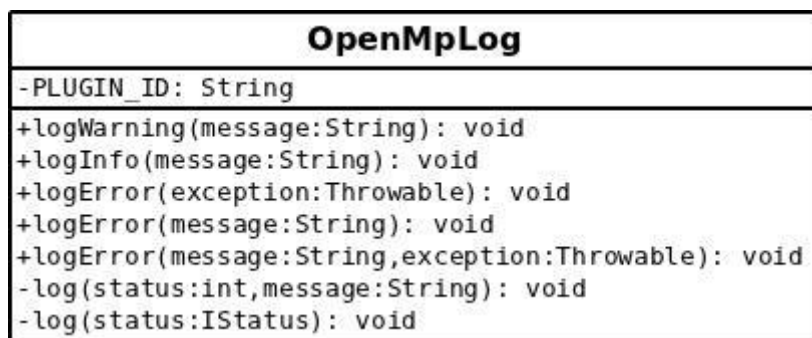 OpenMpLog
-PLUGIN_ID: String
+logWarning(message:String): void
+logInfo(message:String): void
+logError(exception:Throwable): void
+logError(message:String): void
+logError(message:String,exception:Throwable): void
-log(status:int,message:String): void
-log(status:IStatus): void